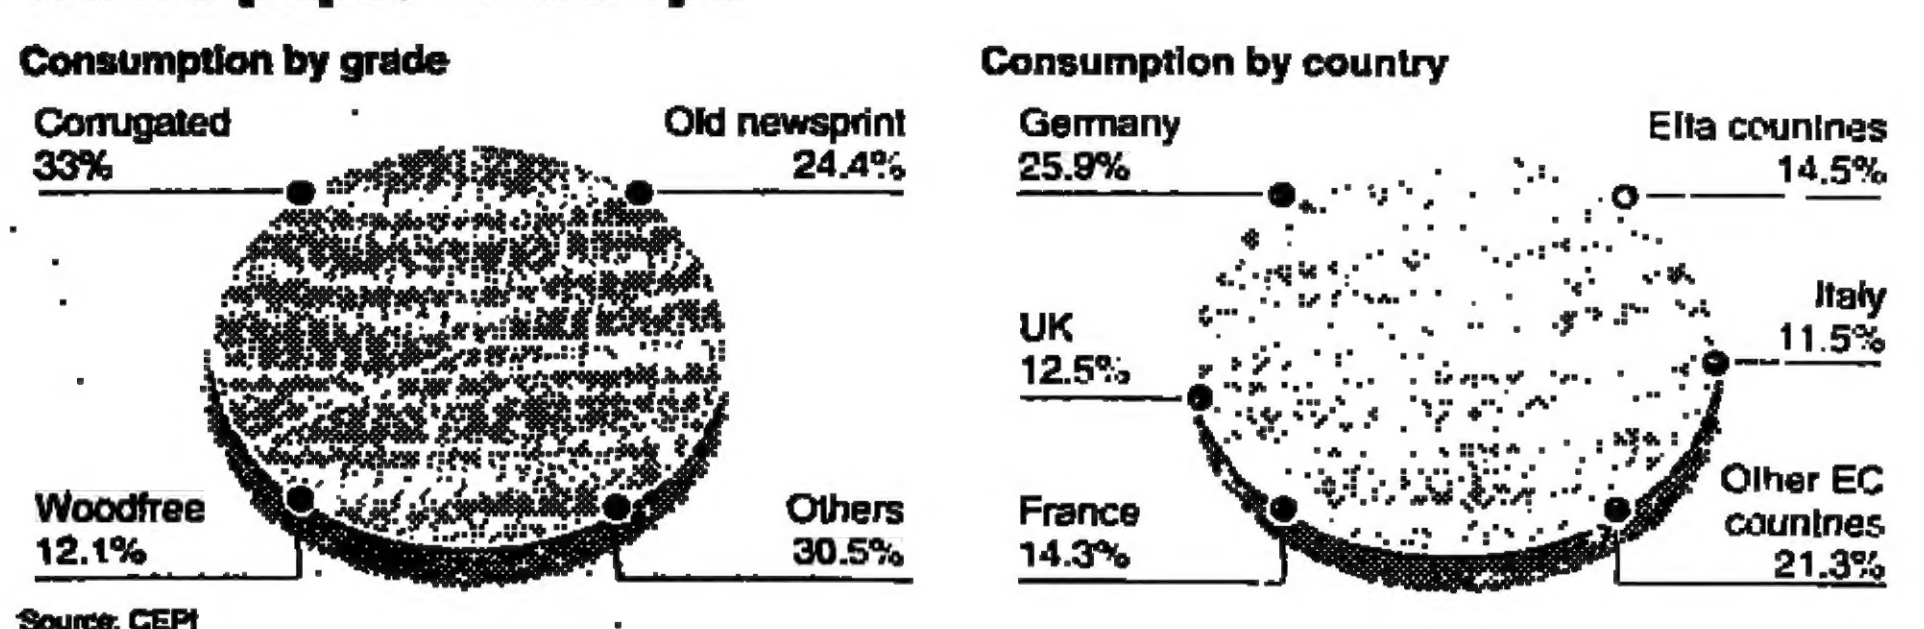 Consumption by grade
Corrugated
33%
Old newsprint
24.4%
Woodfree
12.1%
Others
30.5%
Source: CEPI
Consumption by country
Germany
25.9%
Efta countries
14.5%
UK
12.5%
Italy
11.5%
France
14.3%
Other EC
countries
21.3%